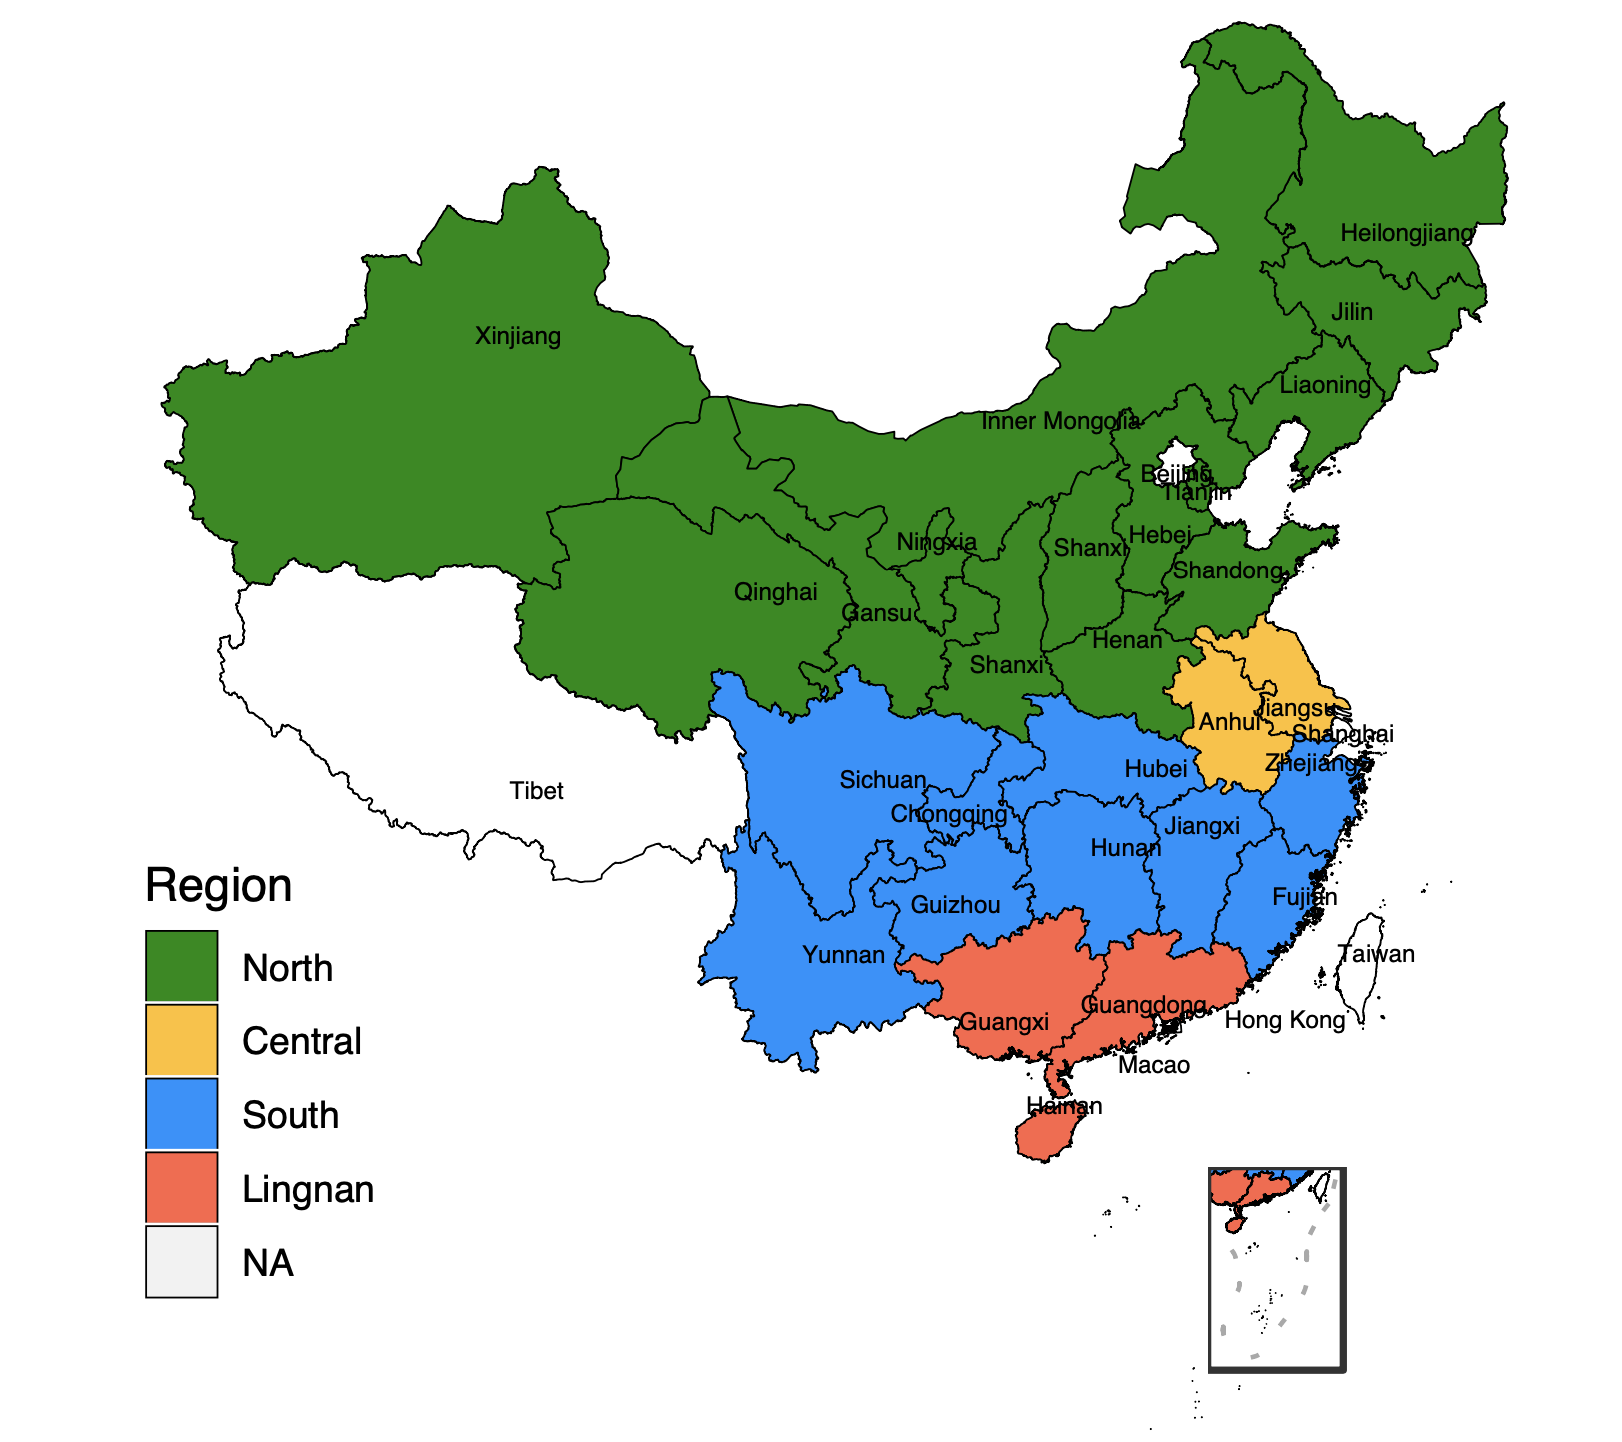 Heilongjiang
Jilin
Xinjiang
Liaoning
Inner Mongolia
Beijing
Tianjin
Hebei
Ningxia
Shanxi
Shandong
Qinghai
Gansu
Henan
Shanxi
Jiangsu
Anhui
Shanghai
Zhejiang
Hubei
Sichuan
Tibet
Chongqing
Jiangxi
Hunan
Fujian
Guizhou
Yunnan
Taiwan
Guangdong
Guangxi
Hong Kong
Macao
Hainan
Region
North
Central
South
Lingnan
NA